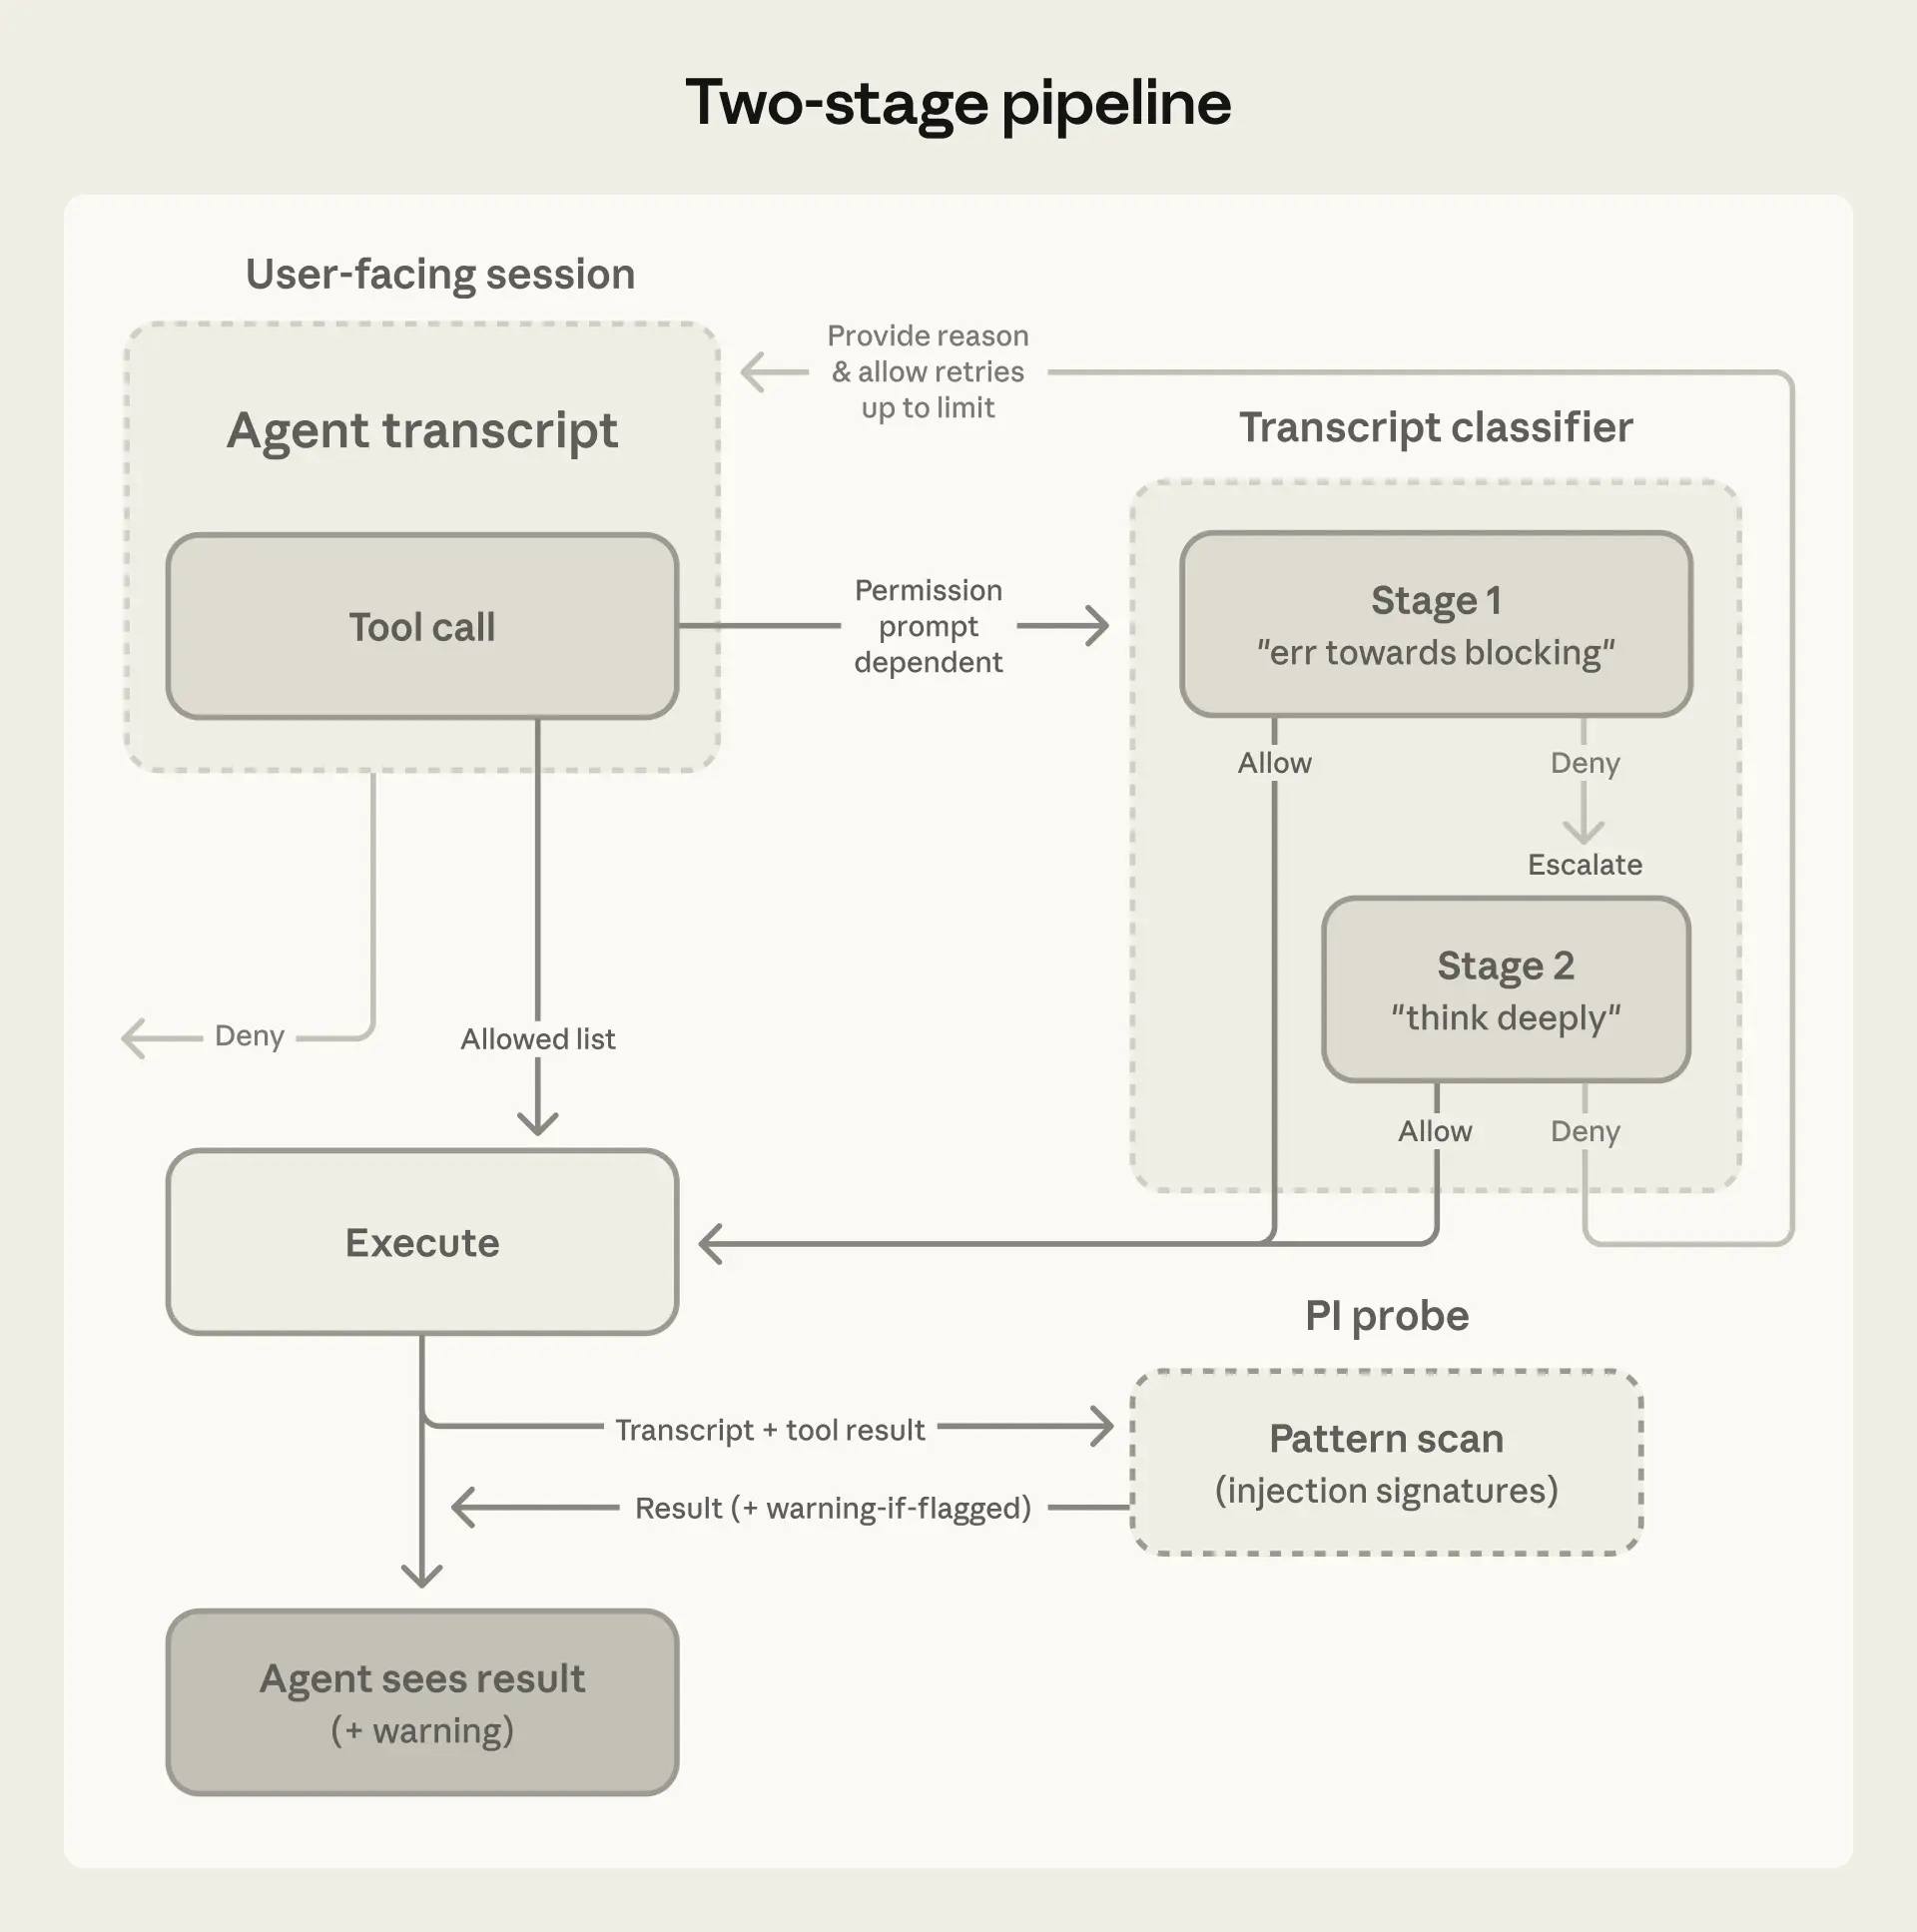 Two-stage pipeline
User-facing session
Agent transcript
Tool call
Provide reason
& allow retries
up to limit
Permission
prompt
dependent
Transcript classifier
Stage 1
"err towards blocking"
Allow
Deny
Escalate
Stage 2
"think deeply"
Allow
Deny
Deny
Allowed list
Execute
PI probe
Transcript + tool result
Pattern scan
(injection signatures)
Result (+ warning-if-flagged)
Agent sees result
(+ warning)